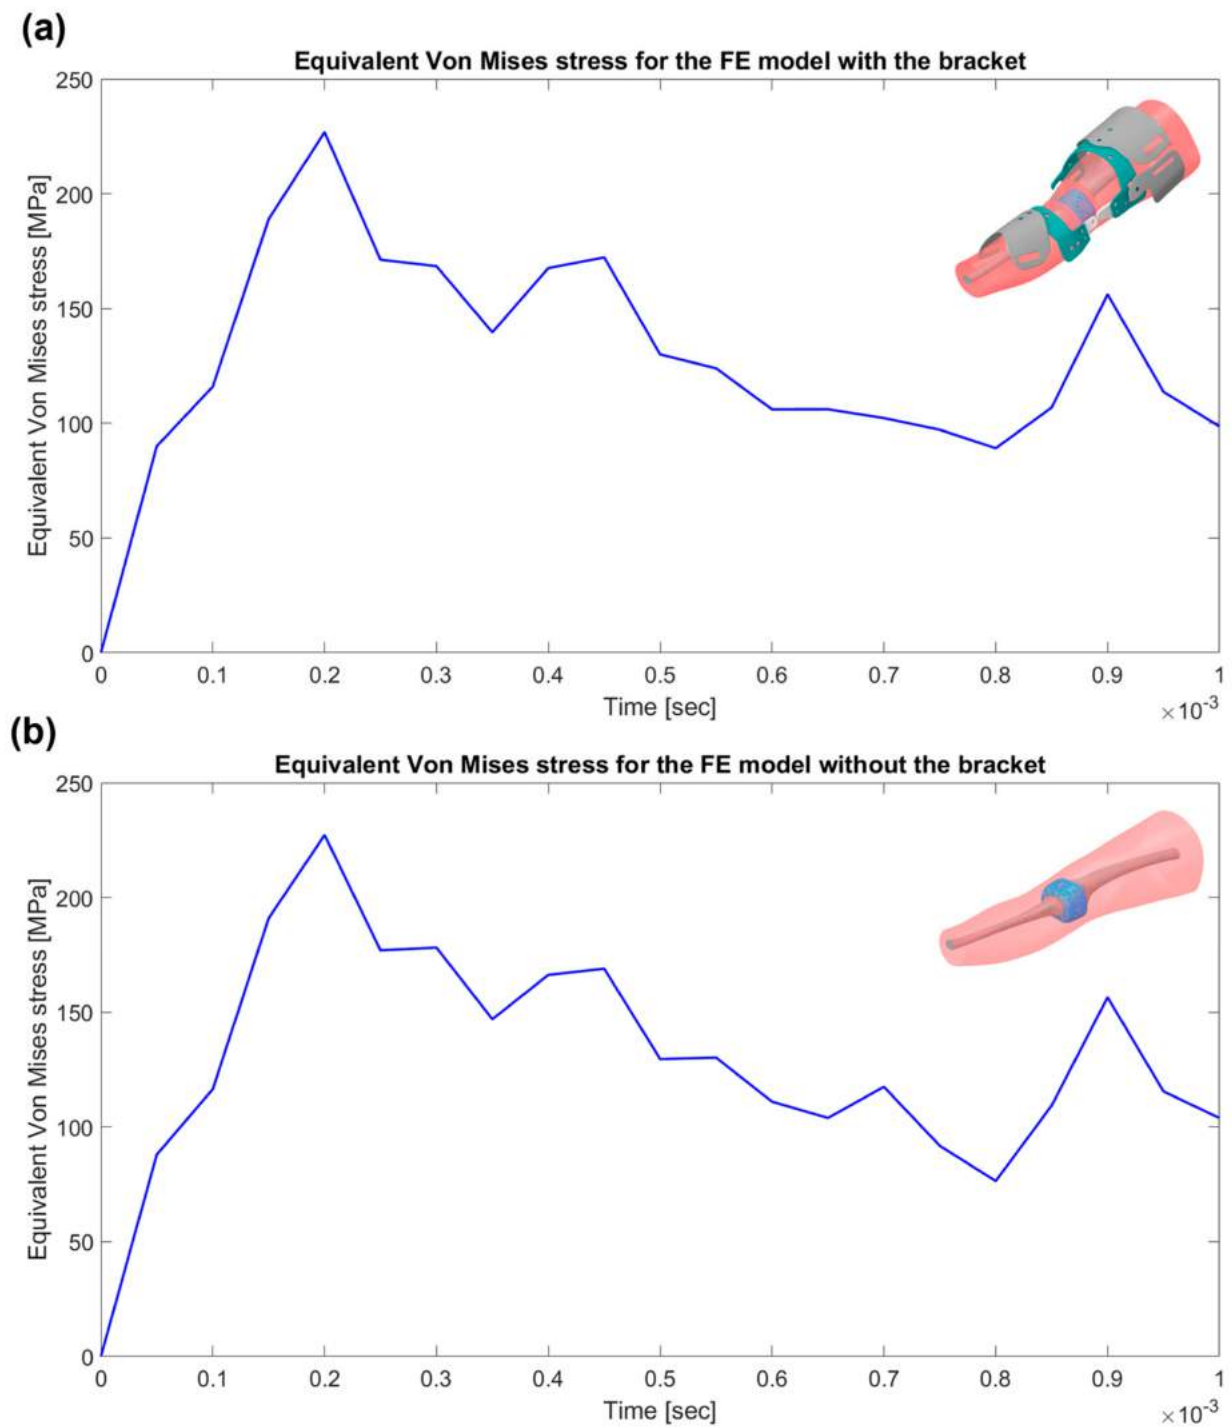 (a)
Equivalent Von Mises stress for the FE model with the bracket
250
200
150
100
50
0
Equivalent Von Mises stress [MPa]
0 0.1 0.2 0.3 0.4 0.5 0.6 0.7 0.8 0.9 1
Time [sec]
×10-3
(b)
Equivalent Von Mises stress for the FE model without the bracket
250
200
150
100
50
0
Equivalent Von Mises stress [MPa]
0 0.1 0.2 0.3 0.4 0.5 0.6 0.7 0.8 0.9 1
Time [sec]
×10-3